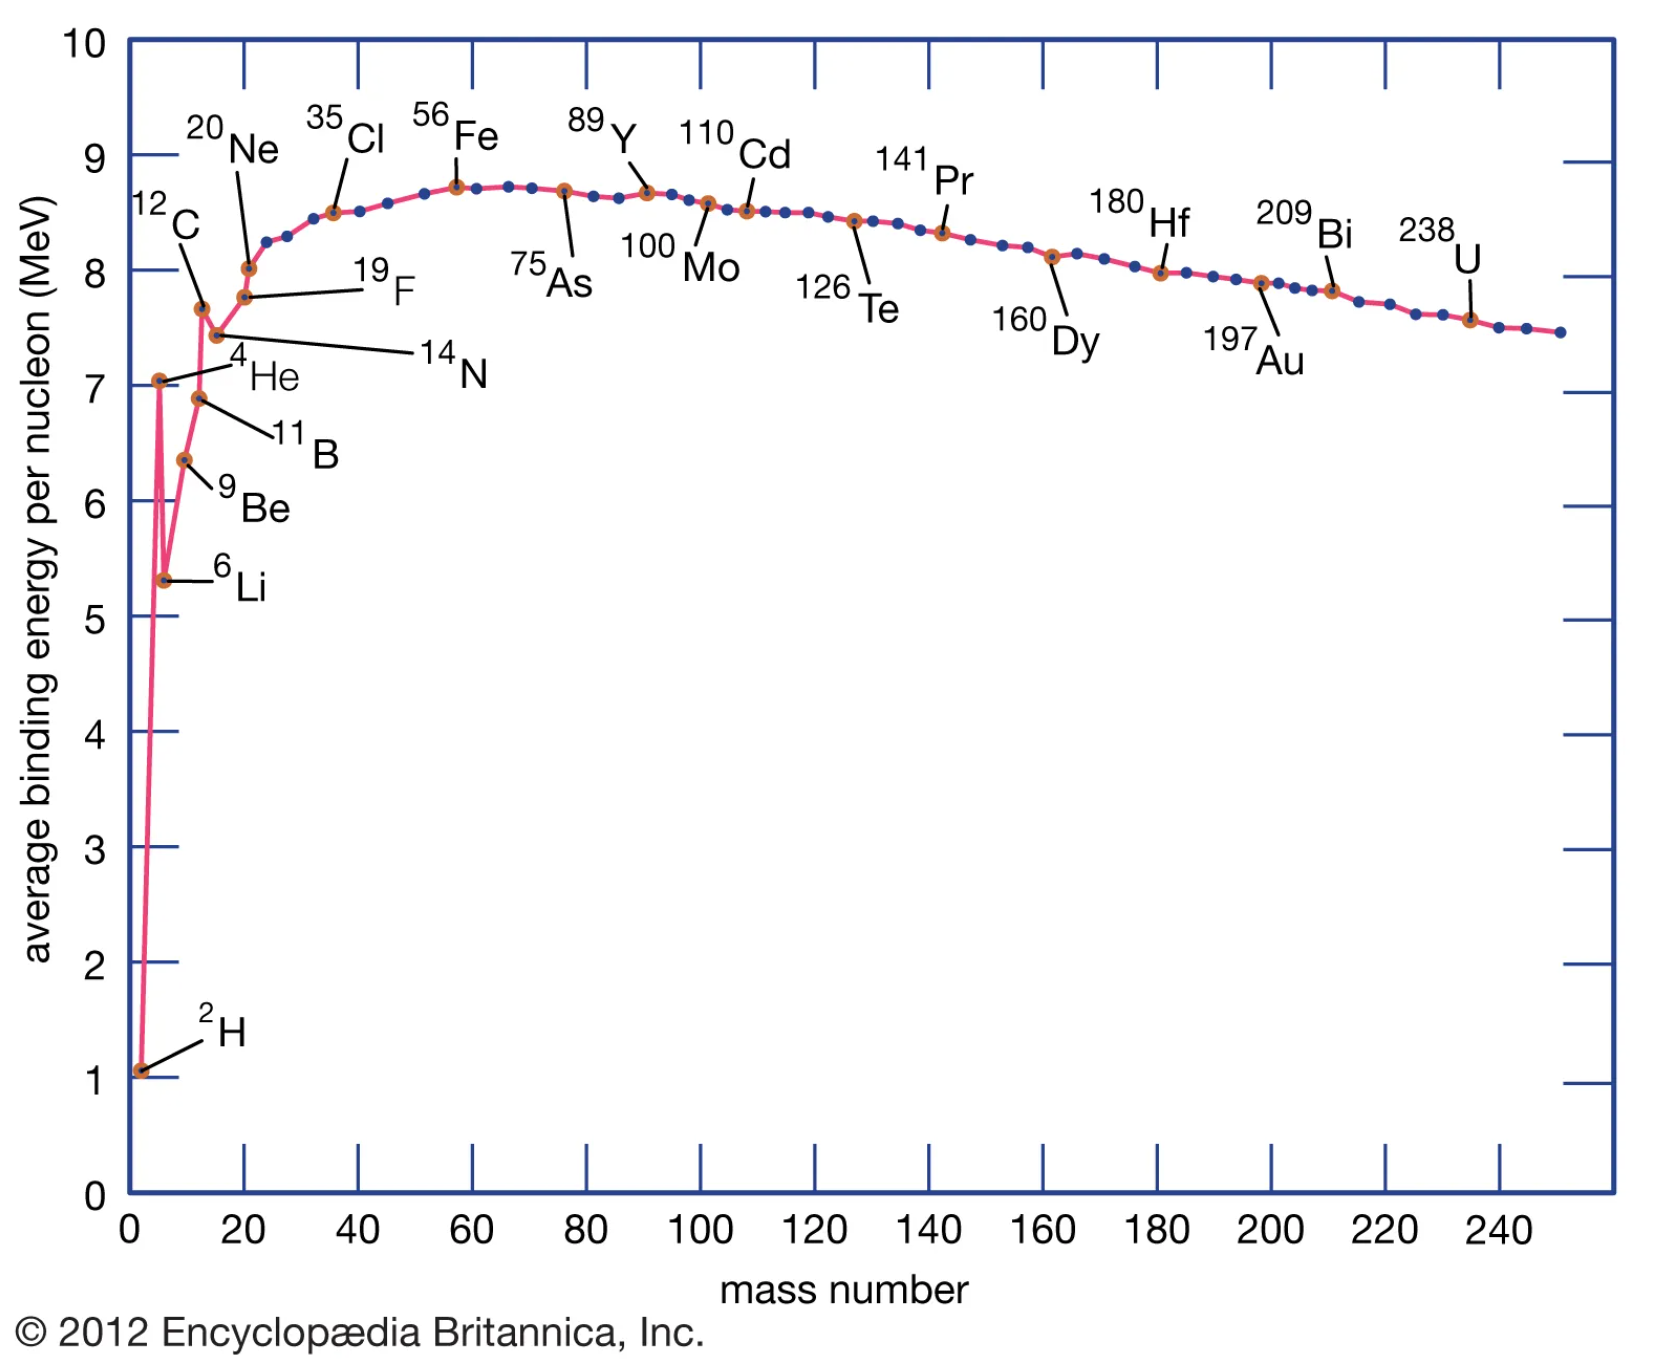 average binding energy per nucleon (MeV)
10
9
8
7
6
5
4
3
2
1
0
0 20 40 60 80 100 120 140 160 180 200 220 240
mass number
2H
4He
6Li
9Be
11B
12C
14N
19F
20Ne
35Cl
56Fe
75As
89Y
100Mo
110Cd
126Te
141Pr
160Dy
180Hf
197Au
209Bi
238U
© 2012 Encyclopædia Britannica, Inc.